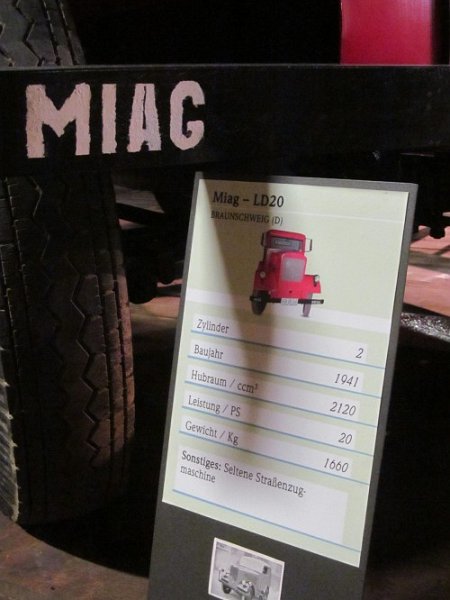 MIAG
Miag – LD20
BRAUNSCHWEIG (D)
Zylinder 2
Baujahr 1941
Hubraum / ccm³ 2120
Leistung / PS 20
Gewicht / Kg 1660
Sonstiges: Seltene Straßenzug-
maschine